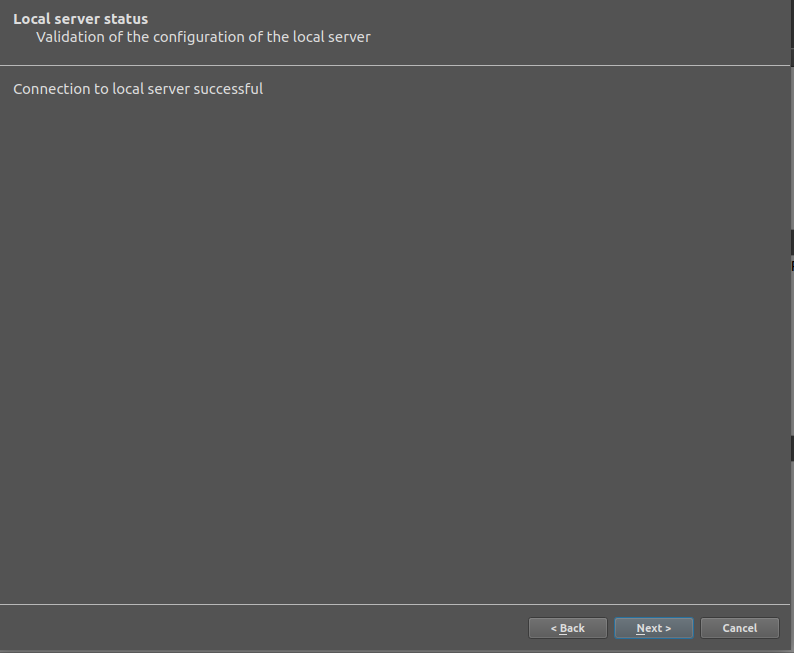 Local server status
Validation of the configuration of the local server
Connection to local server successful
< Back
Next >
Cancel